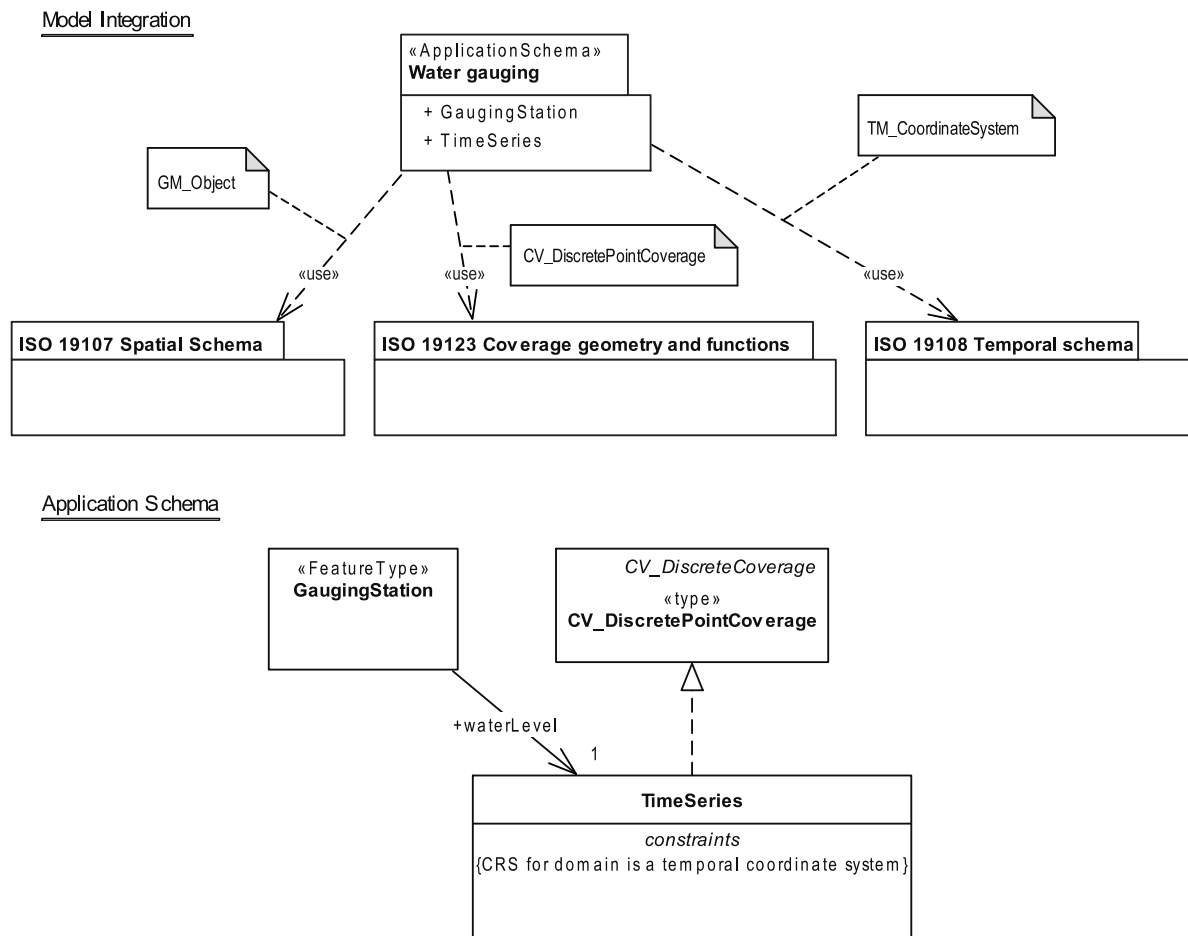 Model Integration
«ApplicationSchema»
Water gauging
+ GaugingStation
+ TimeSeries
TM_CoordinateSystem
GM_Object
CV_DiscretePointCoverage
«use»
«use»
«use»
ISO 19107 Spatial Schema
ISO 19123 Coverage geometry and functions
ISO 19108 Temporal schema
Application Schema
«FeatureType»
GaugingStation
CV_DiscreteCoverage
«type»
CV_DiscretePointCoverage
+waterLevel
1
TimeSeries
constraints
{CRS for domain is a temporal coordinate system}